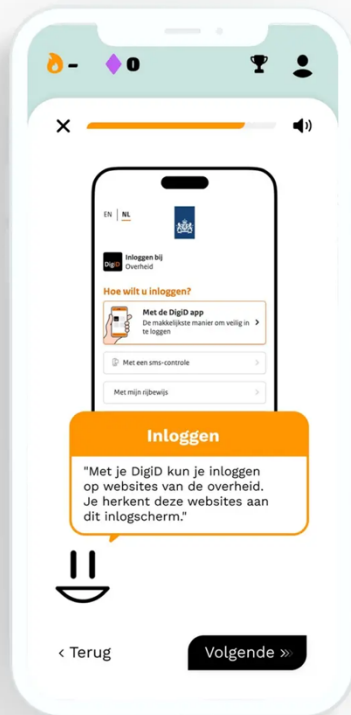 -
0
EN | NL
DigiD
Inloggen bij
Overheid
Hoe wilt u inloggen?
Met de DigiD app
De makkelijkste manier om veilig in
te loggen
Met een sms-controle
Met mijn rijbewijs
Inloggen
"Met je DigiD kun je inloggen
op websites van de overheid.
Je herkent deze websites aan
dit inlogscherm."
< Terug
Volgende »